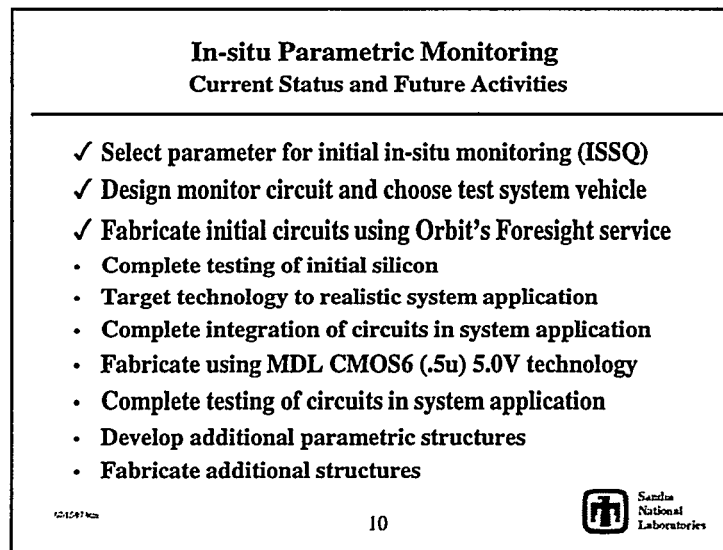 In-situ Parametric Monitoring
Current Status and Future Activities
✓ Select parameter for initial in-situ monitoring (ISSQ)
✓ Design monitor circuit and choose test system vehicle
✓ Fabricate initial circuits using Orbit's Foresight service
• Complete testing of initial silicon
• Target technology to realistic system application
• Complete integration of circuits in system application
• Fabricate using MDL CMOS6 (.5u) 5.0V technology
• Complete testing of circuits in system application
• Develop additional parametric structures
• Fabricate additional structures
10
Sandia
National
Laboratories